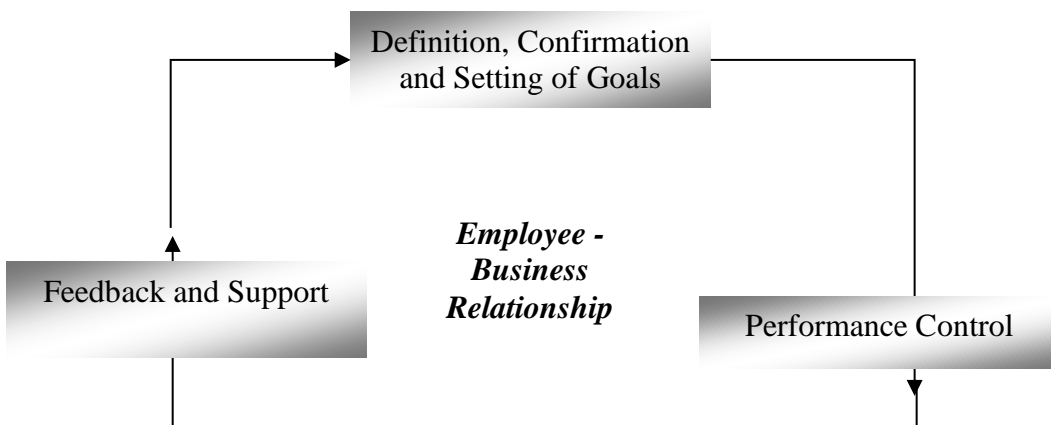 Definition, Confirmation
and Setting of Goals
Employee -
Business
Relationship
Feedback and Support
Performance Control